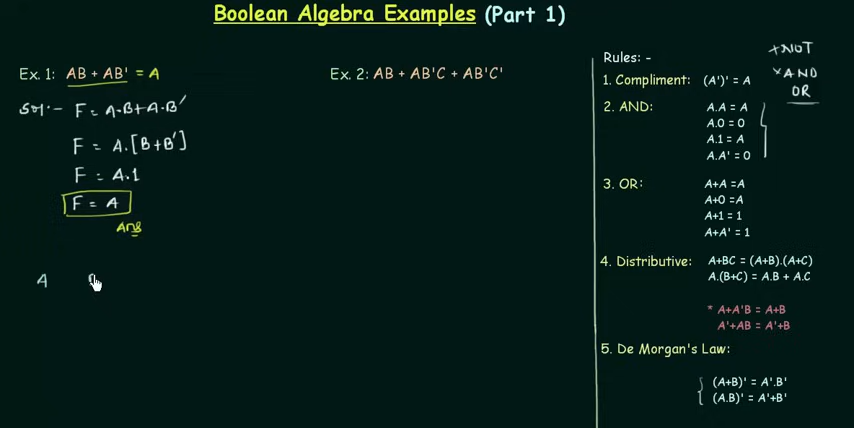 Boolean Algebra Examples (Part 1)
Ex. 1: AB + AB' = A
Sol:- F = A.B+A.B'
F = A.[B+B']
F = A.1
F = A
Ans
A
Ex. 2: AB + AB'C + AB'C'
+NOT
×AND
OR
Rules: -
1. Compliment: (A')' = A
2. AND: A.A = A
A.0 = 0
A.1 = A
A.A' = 0
3. OR: A+A =A
A+0 =A
A+1 = 1
A+A' = 1
4. Distributive: A+BC = (A+B).(A+C)
A.(B+C) = A.B + A.C
* A+A'B = A+B
A'+AB = A'+B
5. De Morgan's Law:
(A+B)' = A'.B'
(A.B)' = A'+B'